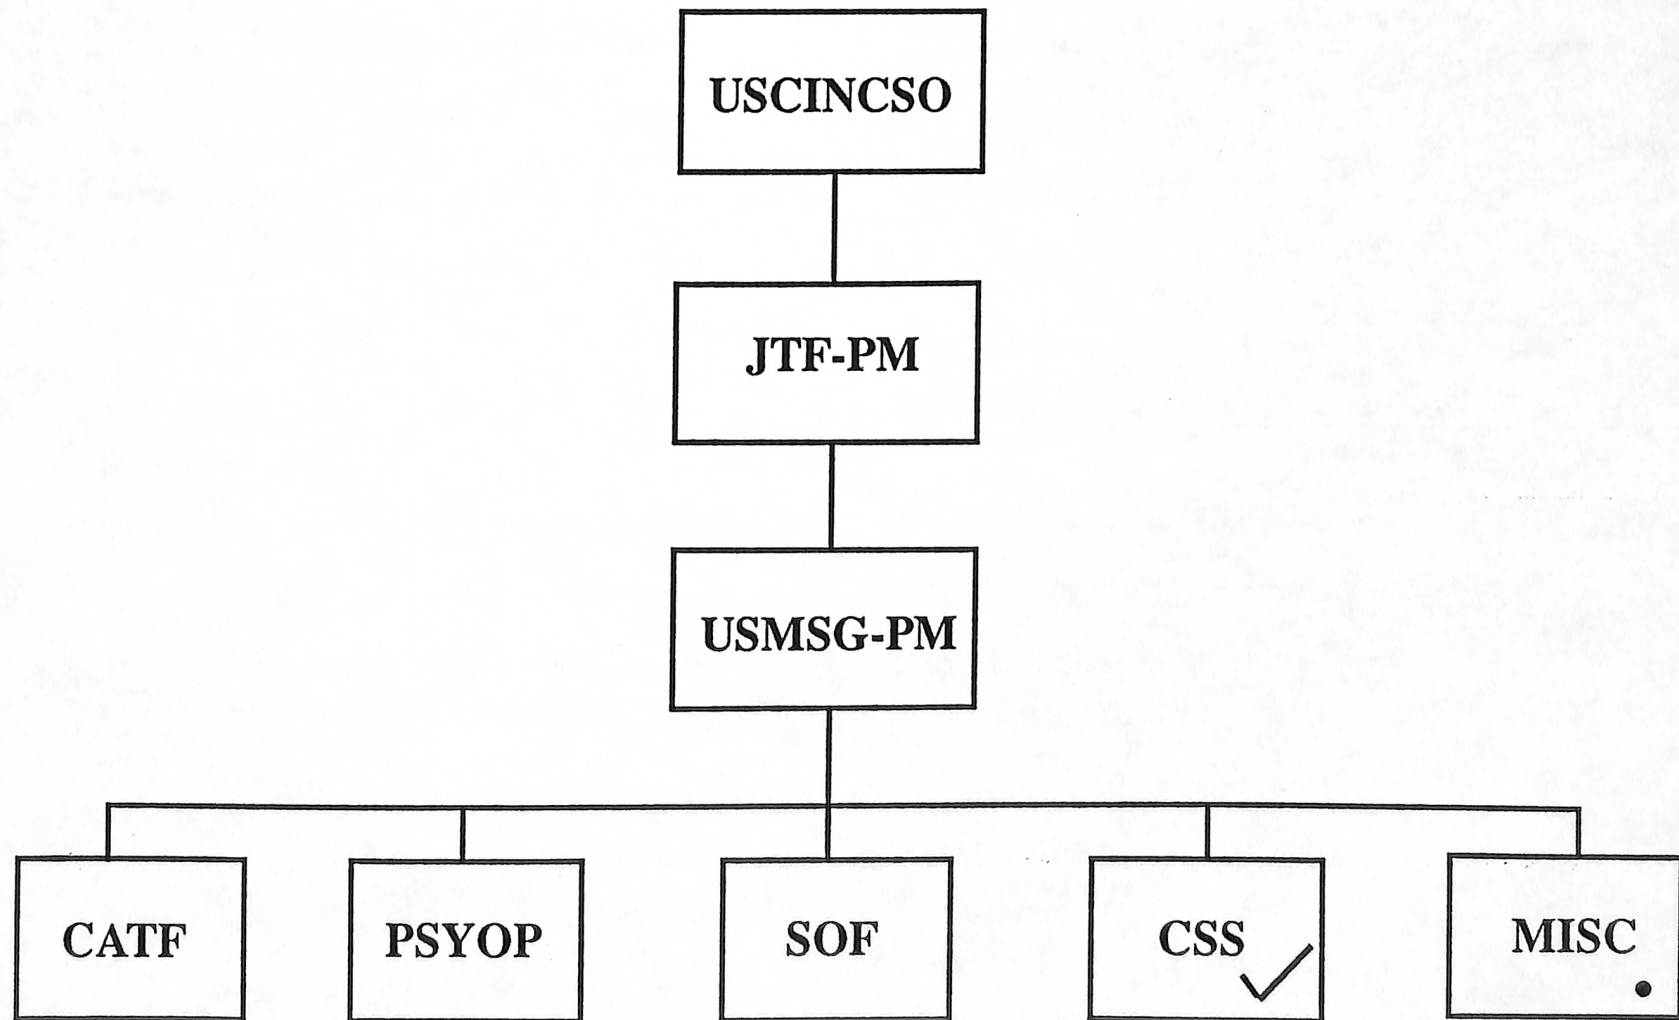 USCINCSO
JTF-PM
USMSG-PM
CATF
PSYOP
SOF
CSS
MISC